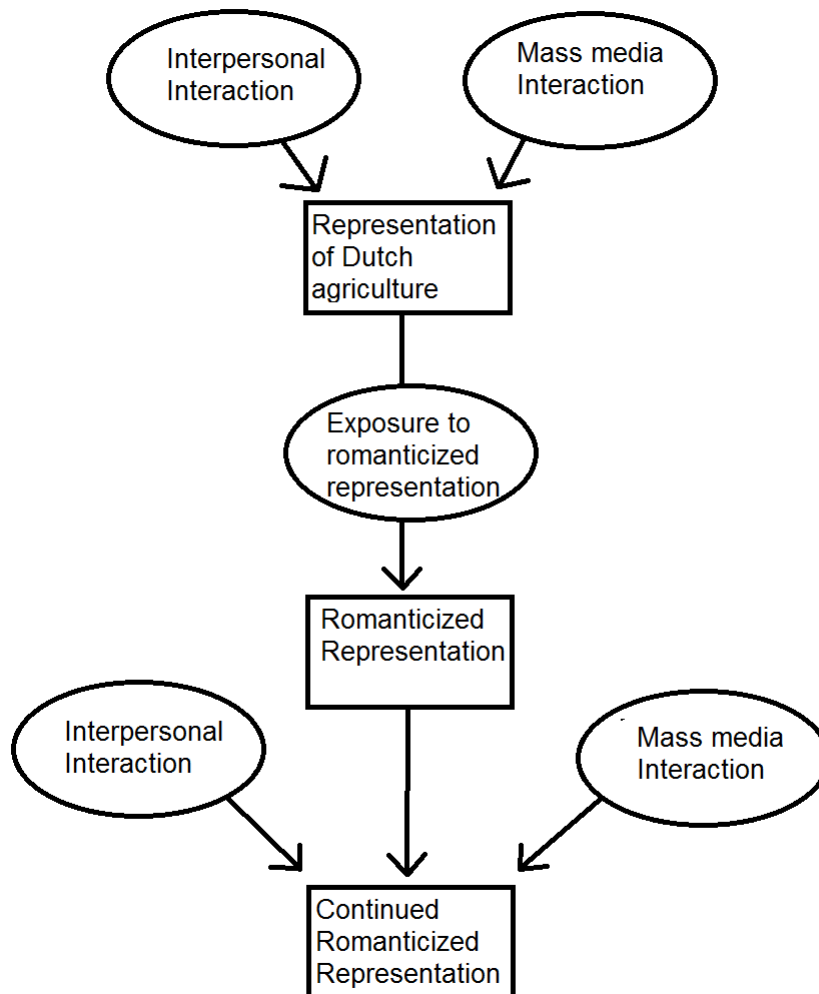 Interpersonal
Interaction
Mass media
Interaction
Representation
of Dutch
agriculture
Exposure to
romanticized
representation
Romanticized
Representation
Interpersonal
Interaction
Mass media
Interaction
Continued
Romanticized
Representation